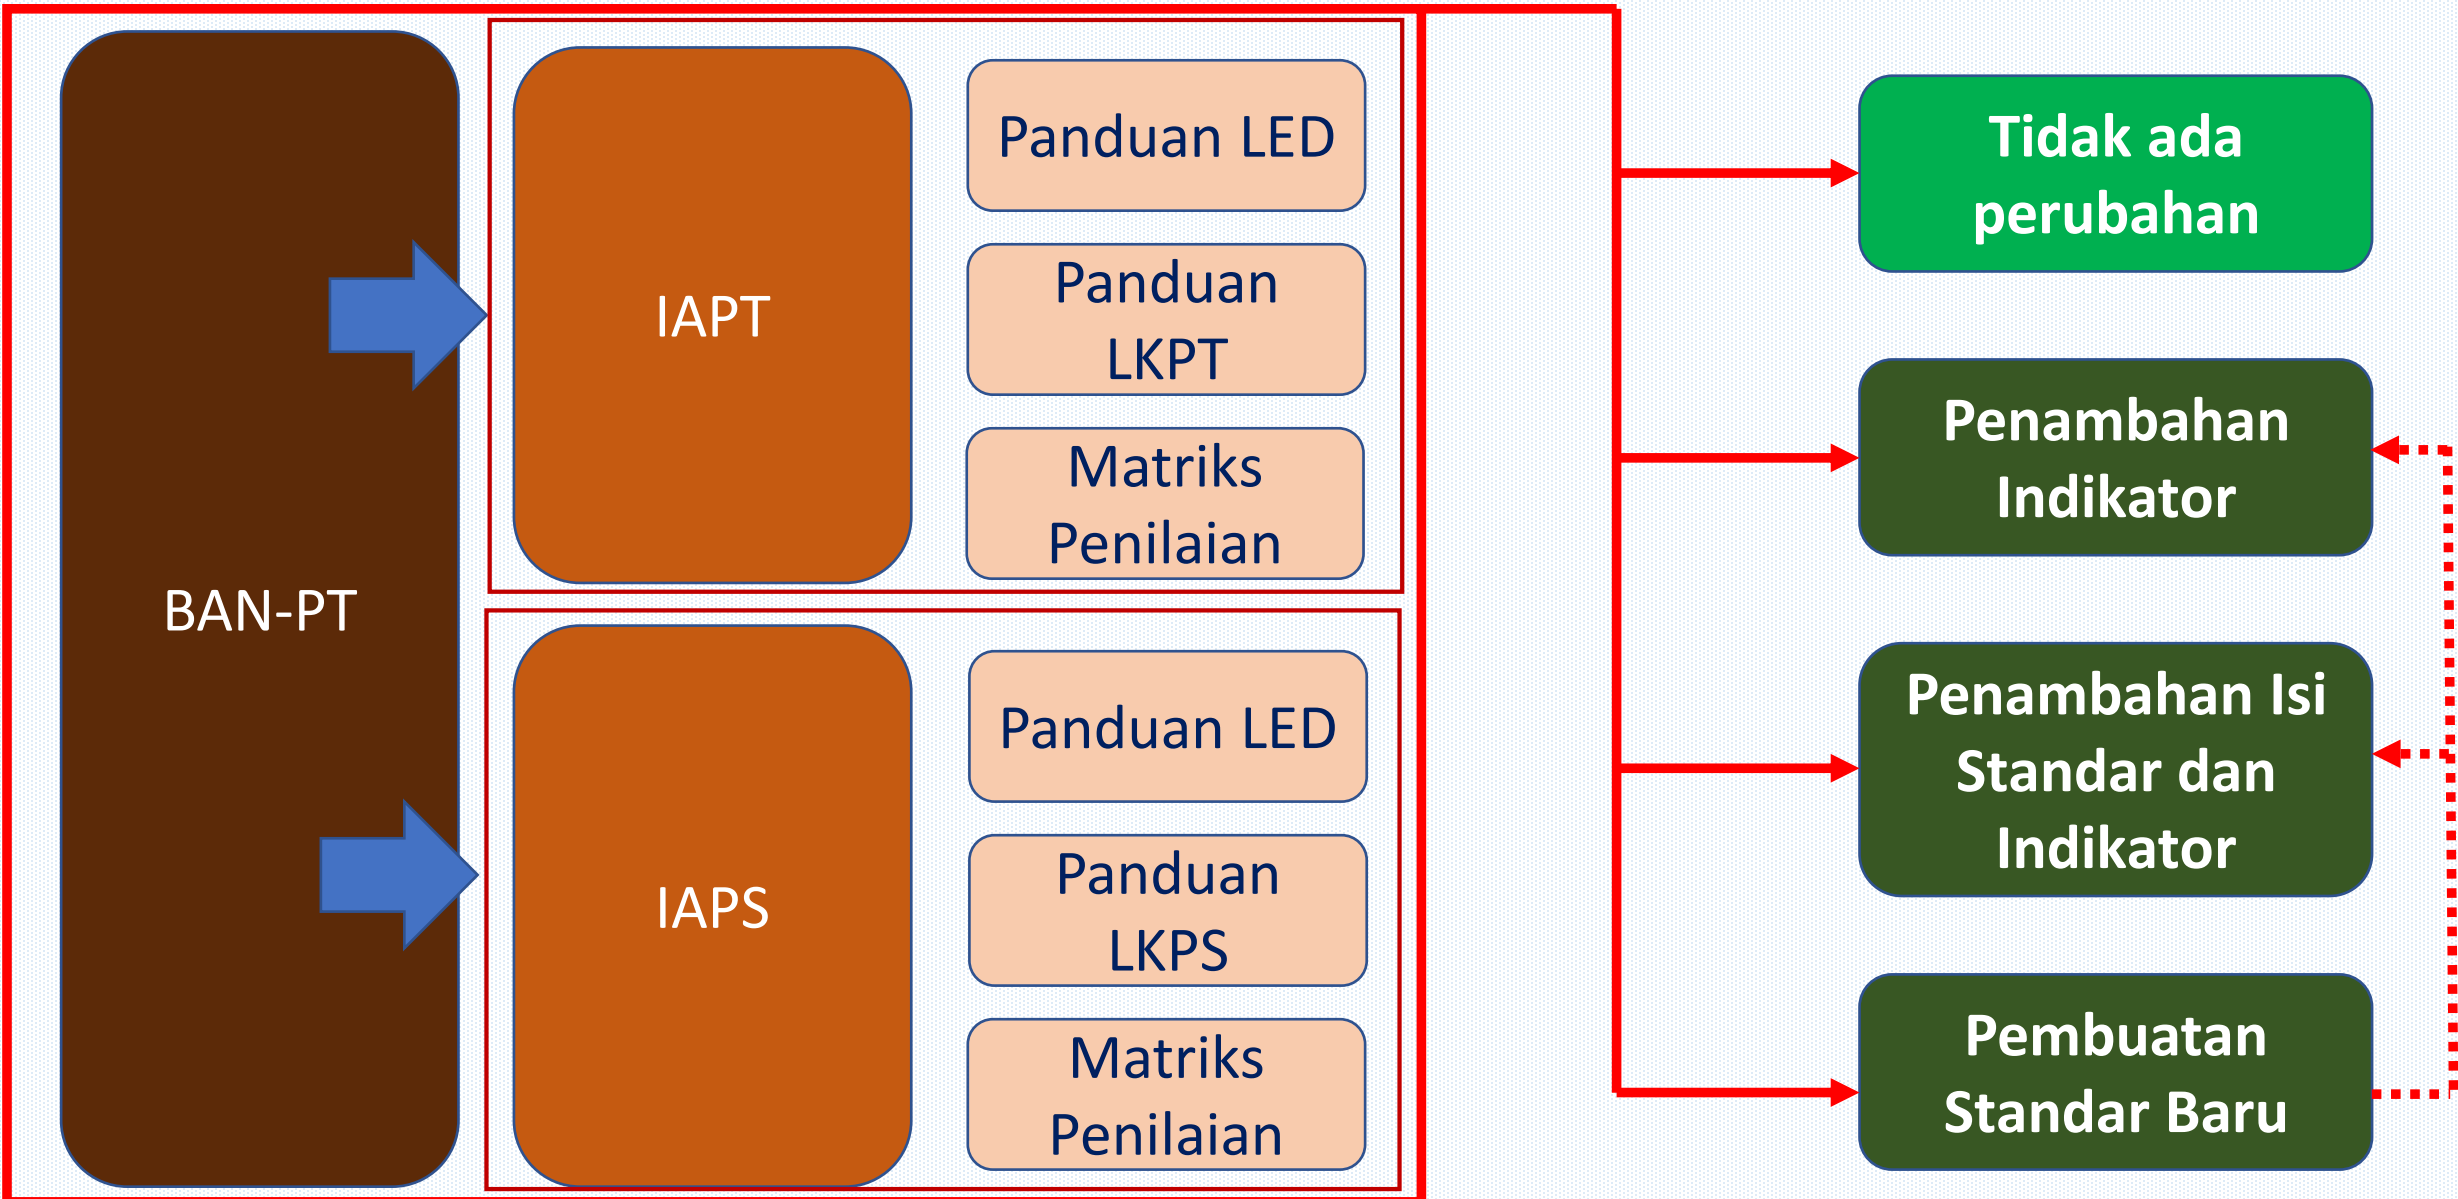 BAN-PT
IAPT
Panduan LED
Panduan
LKPT
Matriks
Penilaian
IAPS
Panduan LED
Panduan
LKPS
Matriks
Penilaian
Tidak ada
perubahan
Penambahan
Indikator
Penambahan Isi
Standar dan
Indikator
Pembuatan
Standar Baru